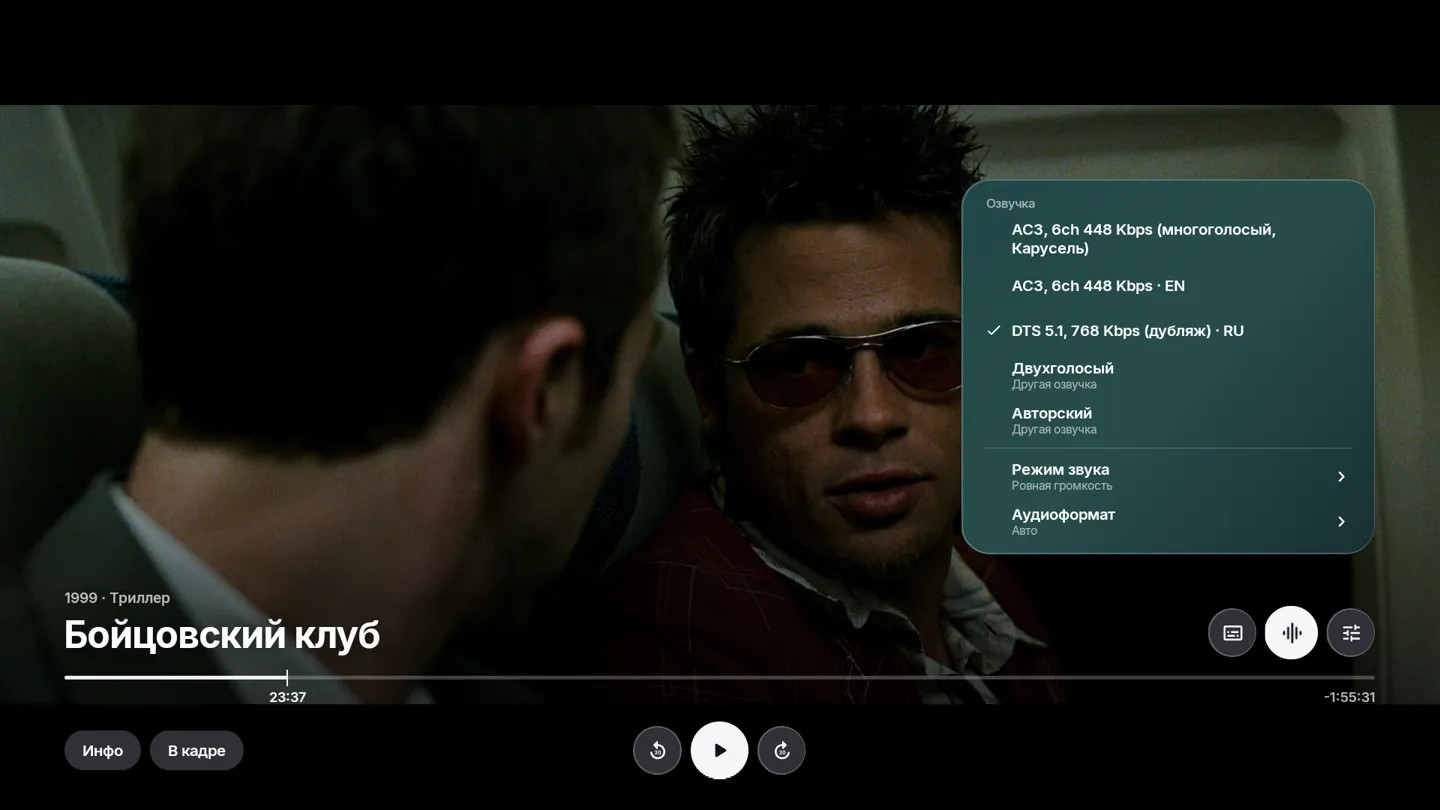 Озвучка
AC3, 6ch 448 Kbps (многоголосый,
Карусель)
AC3, 6ch 448 Kbps · EN
DTS 5.1, 768 Kbps (дубляж) · RU
Двухголосый
Другая озвучка
Авторский
Другая озвучка
Режим звука
Ровная громкость
Аудиоформат
Авто
1999 · Триллер
Бойцовский клуб
23:37
-1:55:31
Инфо
В кадре
30
30